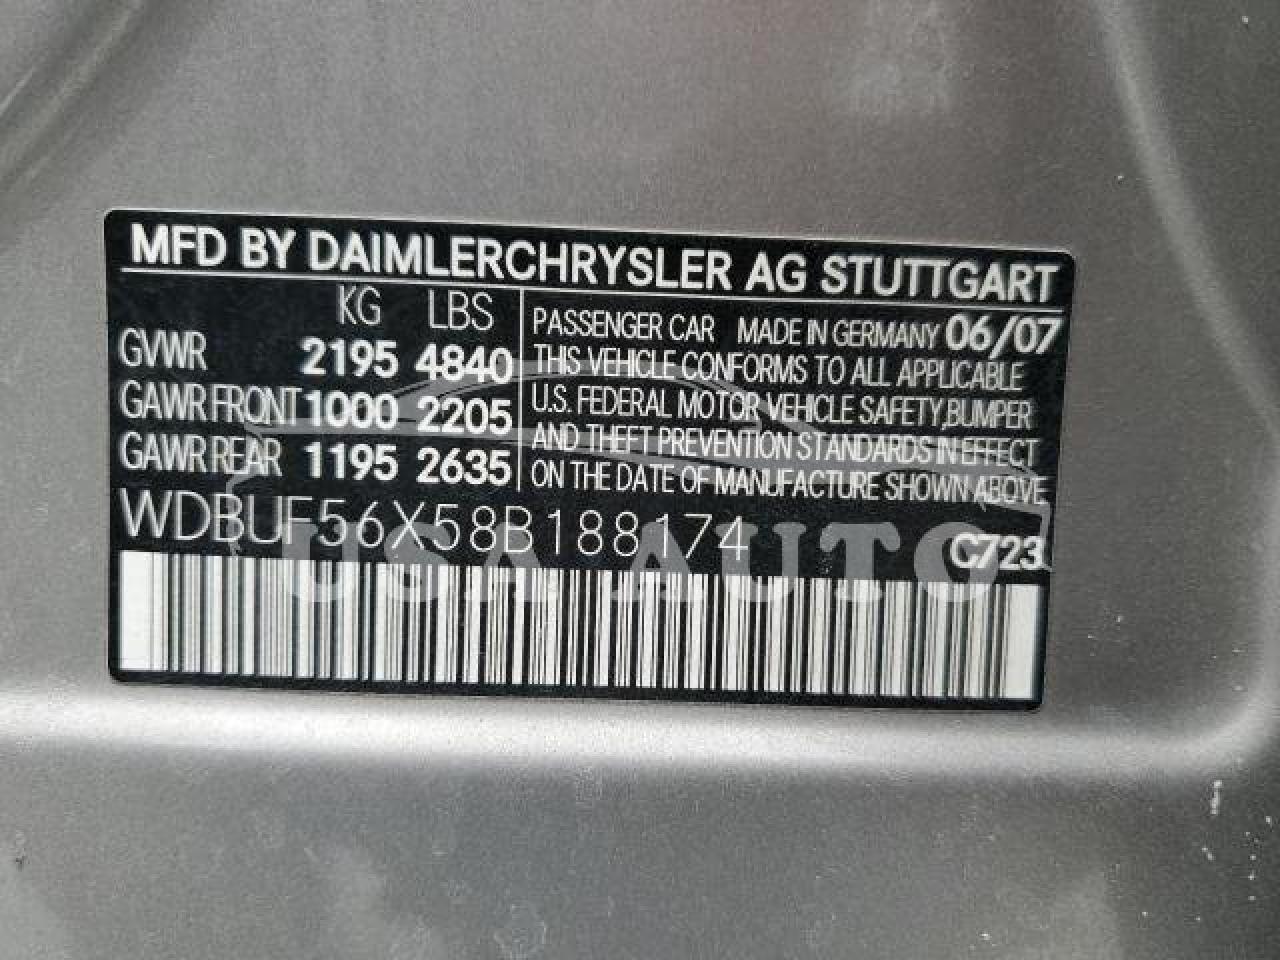 MFD BY DAIMLERCHRYSLER AG STUTTGART
KG LBS
GVWR 2195 4840
GAWR FRONT 1000 2205
GAWR REAR 1195 2635
PASSENGER CAR MADE IN GERMANY 06/07
THIS VEHICLE CONFORMS TO ALL APPLICABLE
U.S. FEDERAL MOTOR VEHICLE SAFETY,BUMPER
AND THEFT PREVENTION STANDARDS IN EFFECT
ON THE DATE OF MANUFACTURE SHOWN ABOVE
WDBUF56X58B188174 C723
USA AUTO